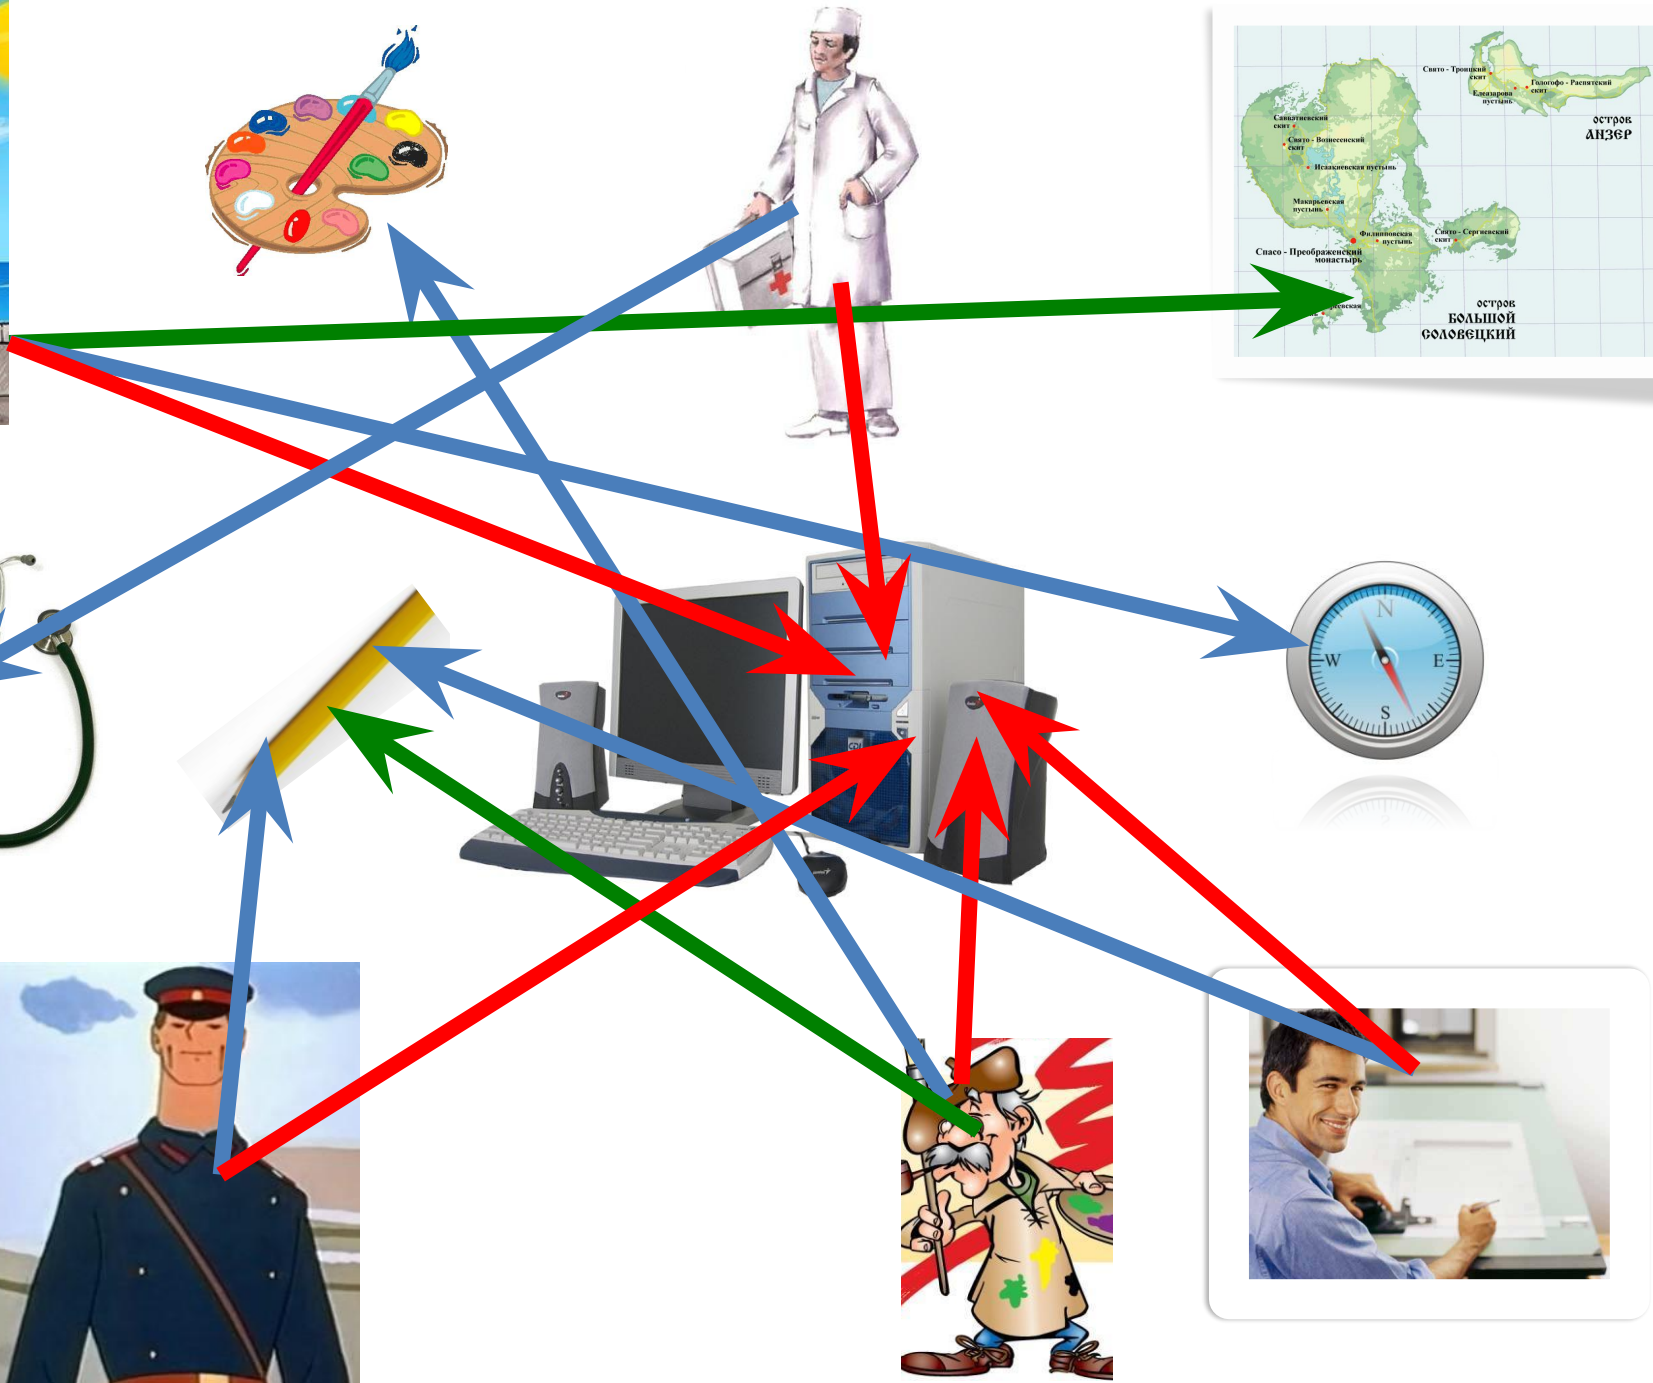 Свято - Троицкий
скит
Голгофо - Распятский
скит
Елеазарова
пустынь
остров
АНЗЕР
Савватиевский
скит
Свято - Вознесенский
скит
Исаакиевская пустынь
Макарьевская
пустынь
Филипповская
пустынь
Свято - Сергиевский
скит
Спасо - Преображенский
монастырь
остров
БОЛЬШОЙ
СОЛОВЕЦКИЙ
N
W
E
S